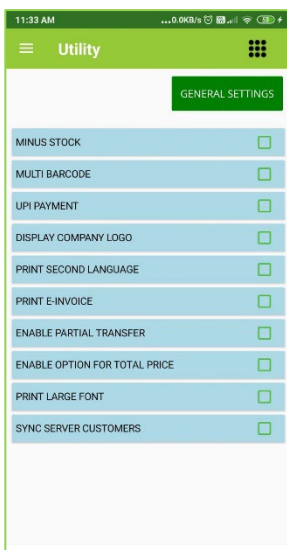 11:33 AM ...0.0KB/s
Utility
GENERAL SETTINGS
MINUS STOCK
MULTI BARCODE
UPI PAYMENT
DISPLAY COMPANY LOGO
PRINT SECOND LANGUAGE
PRINT E-INVOICE
ENABLE PARTIAL TRANSFER
ENABLE OPTION FOR TOTAL PRICE
PRINT LARGE FONT
SYNC SERVER CUSTOMERS